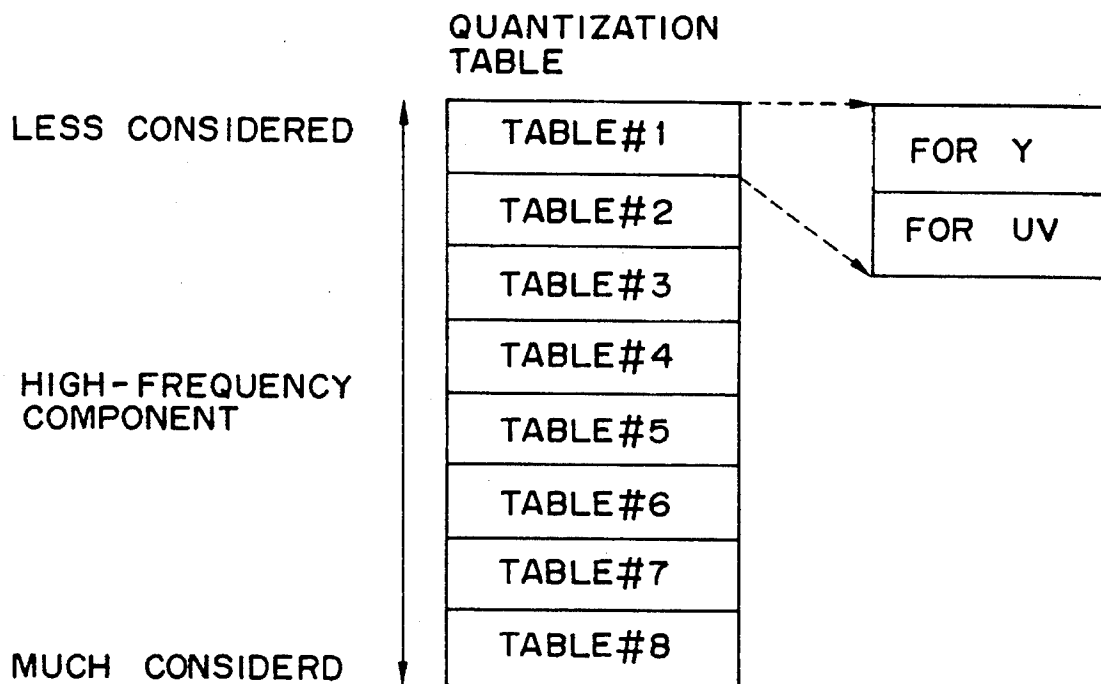 QUANTIZATION
TABLE
LESS CONSIDERED
TABLE#1
FOR Y
TABLE#2
FOR UV
TABLE#3
HIGH-FREQUENCY
COMPONENT
TABLE#4
TABLE#5
TABLE#6
TABLE#7
TABLE#8
MUCH CONSIDERD